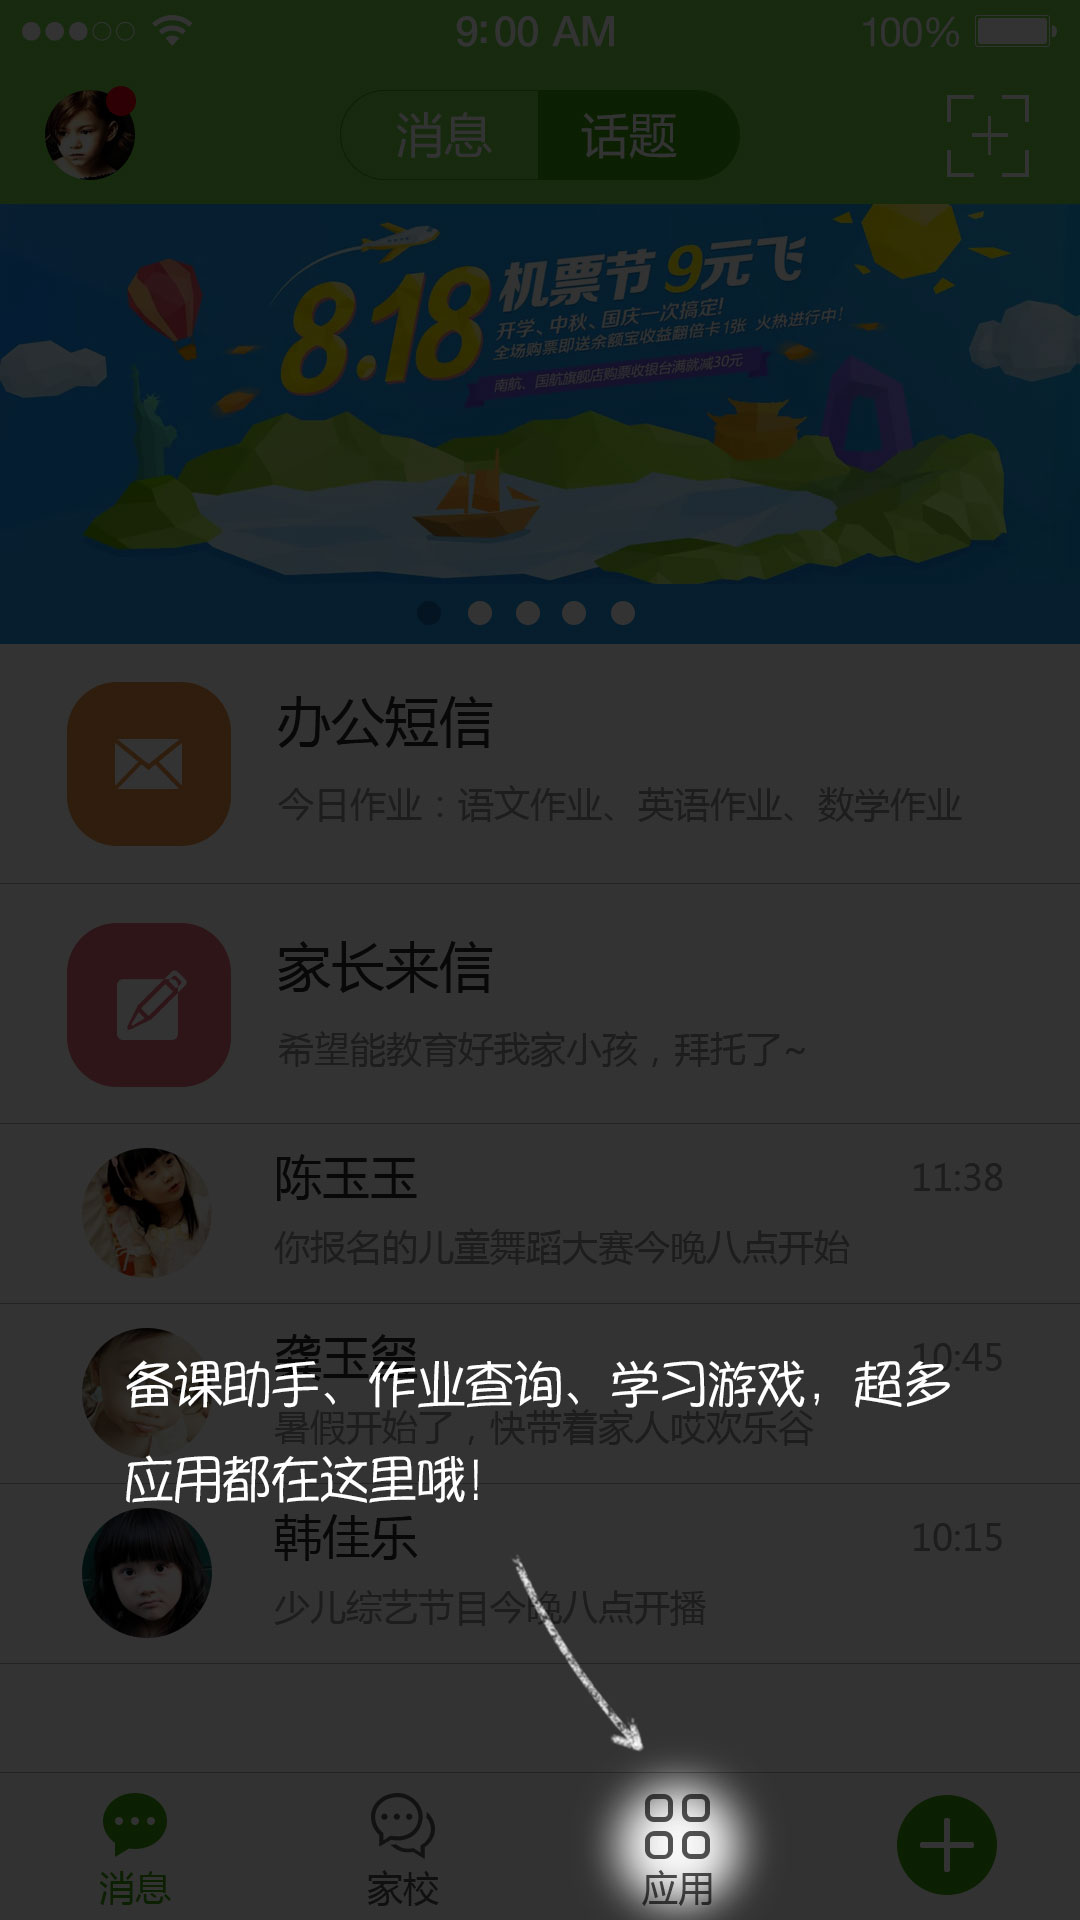 9:00 AM
100%
消息
话题
8.18 机票节 9元飞
开学、中秋、国庆一次搞定!
全场购票即送余额宝收益翻倍卡1张 火热进行中!
南航、国航旗舰店购票收银台满就减30元
办公短信
今日作业：语文作业、英语作业、数学作业
家长来信
希望能教育好我家小孩，拜托了~
陈玉玉
11:38
你报名的儿童舞蹈大赛今晚八点开始
龚玉玺
10:45
备课助手、作业查询、学习游戏，超多
暑假开始了，快带着家人哎欢乐谷
应用都在这里哦！
韩佳乐
10:15
少儿综艺节目今晚八点开播
消息
家校
应用